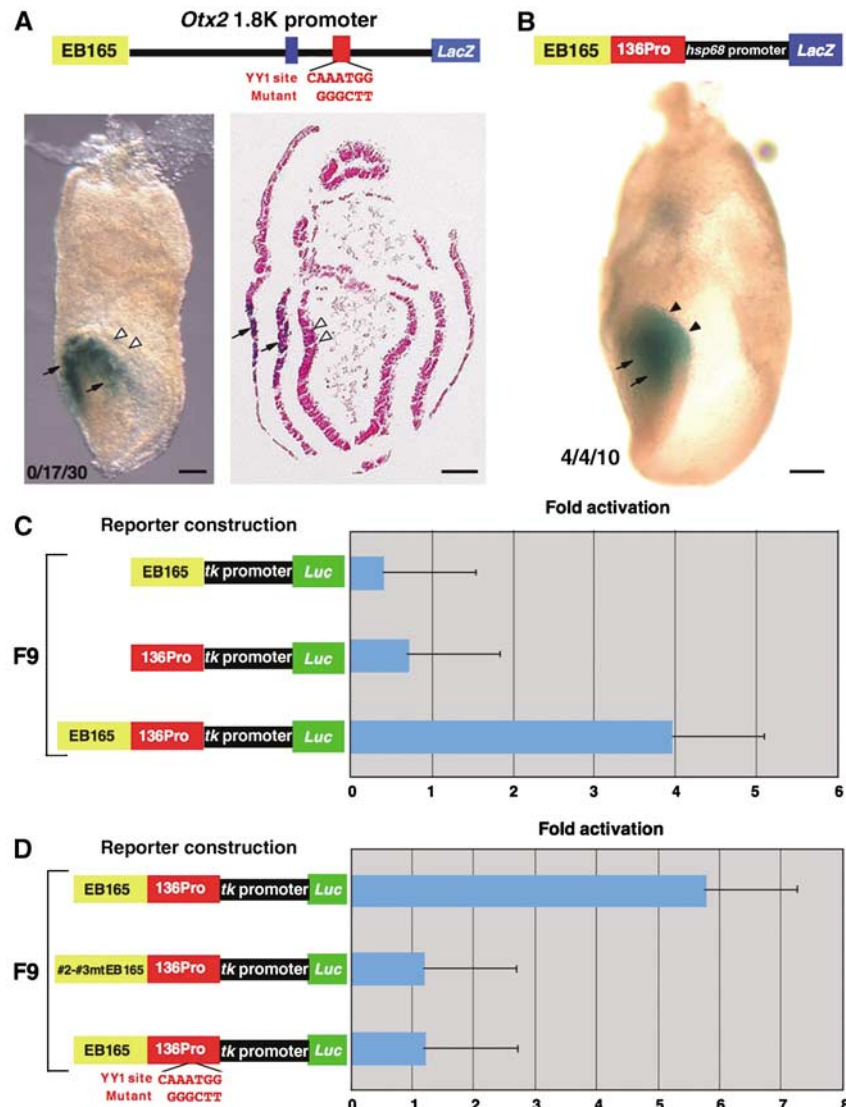 A
Otx2 1.8K promoter
EB165
LacZ
YY1 site CAAATGG
Mutant GGGCTT
0/17/30
B
EB165 136Pro hsp68 promoter LacZ
4/4/10
C
Reporter construction
Fold activation
F9
EB165 tk promoter Luc
136Pro tk promoter Luc
EB165 136Pro tk promoter Luc
0 1 2 3 4 5 6
D
Reporter construction
Fold activation
F9
EB165 136Pro tk promoter Luc
#2-#3mtEB165 136Pro tk promoter Luc
EB165 136Pro tk promoter Luc
YY1 site CAAATGG
Mutant GGGCTT
0 1 2 3 4 5 6 7 8